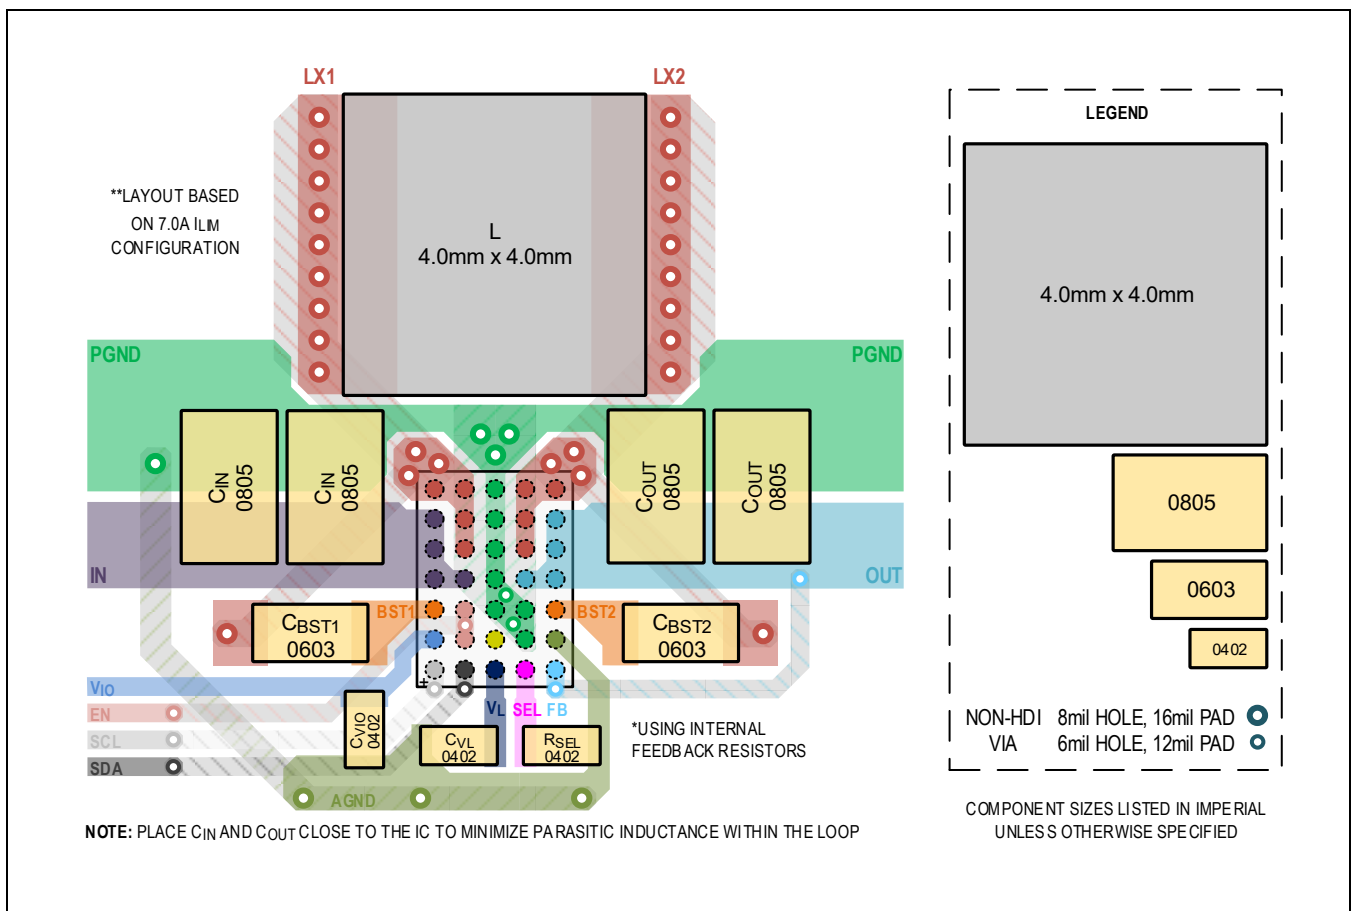 LX1
LX2
**LAYOUT BASED
ON 7.0A ILIM
CONFIGURATION
L
4.0mm x 4.0mm
PGND
PGND
CIN
0805
CIN
0805
COUT
0805
COUT
0805
IN
OUT
BST1
BST2
CBST1
0603
CBST2
0603
VIO
EN
SCL
SDA
CVIO
0402
+
VL
SEL
FB
CVL
0402
RSEL
0402
*USING INTERNAL
FEEDBACK RESISTORS
AGND
NOTE: PLACE CIN AND COUT CLOSE TO THE IC TO MINIMIZE PARASITIC INDUCTANCE WITHIN THE LOOP
LEGEND
4.0mm x 4.0mm
0805
0603
0402
NON-HDI 8mil HOLE, 16mil PAD
VIA 6mil HOLE, 12mil PAD
COMPONENT SIZES LISTED IN IMPERIAL
UNLESS OTHERWISE SPECIFIED